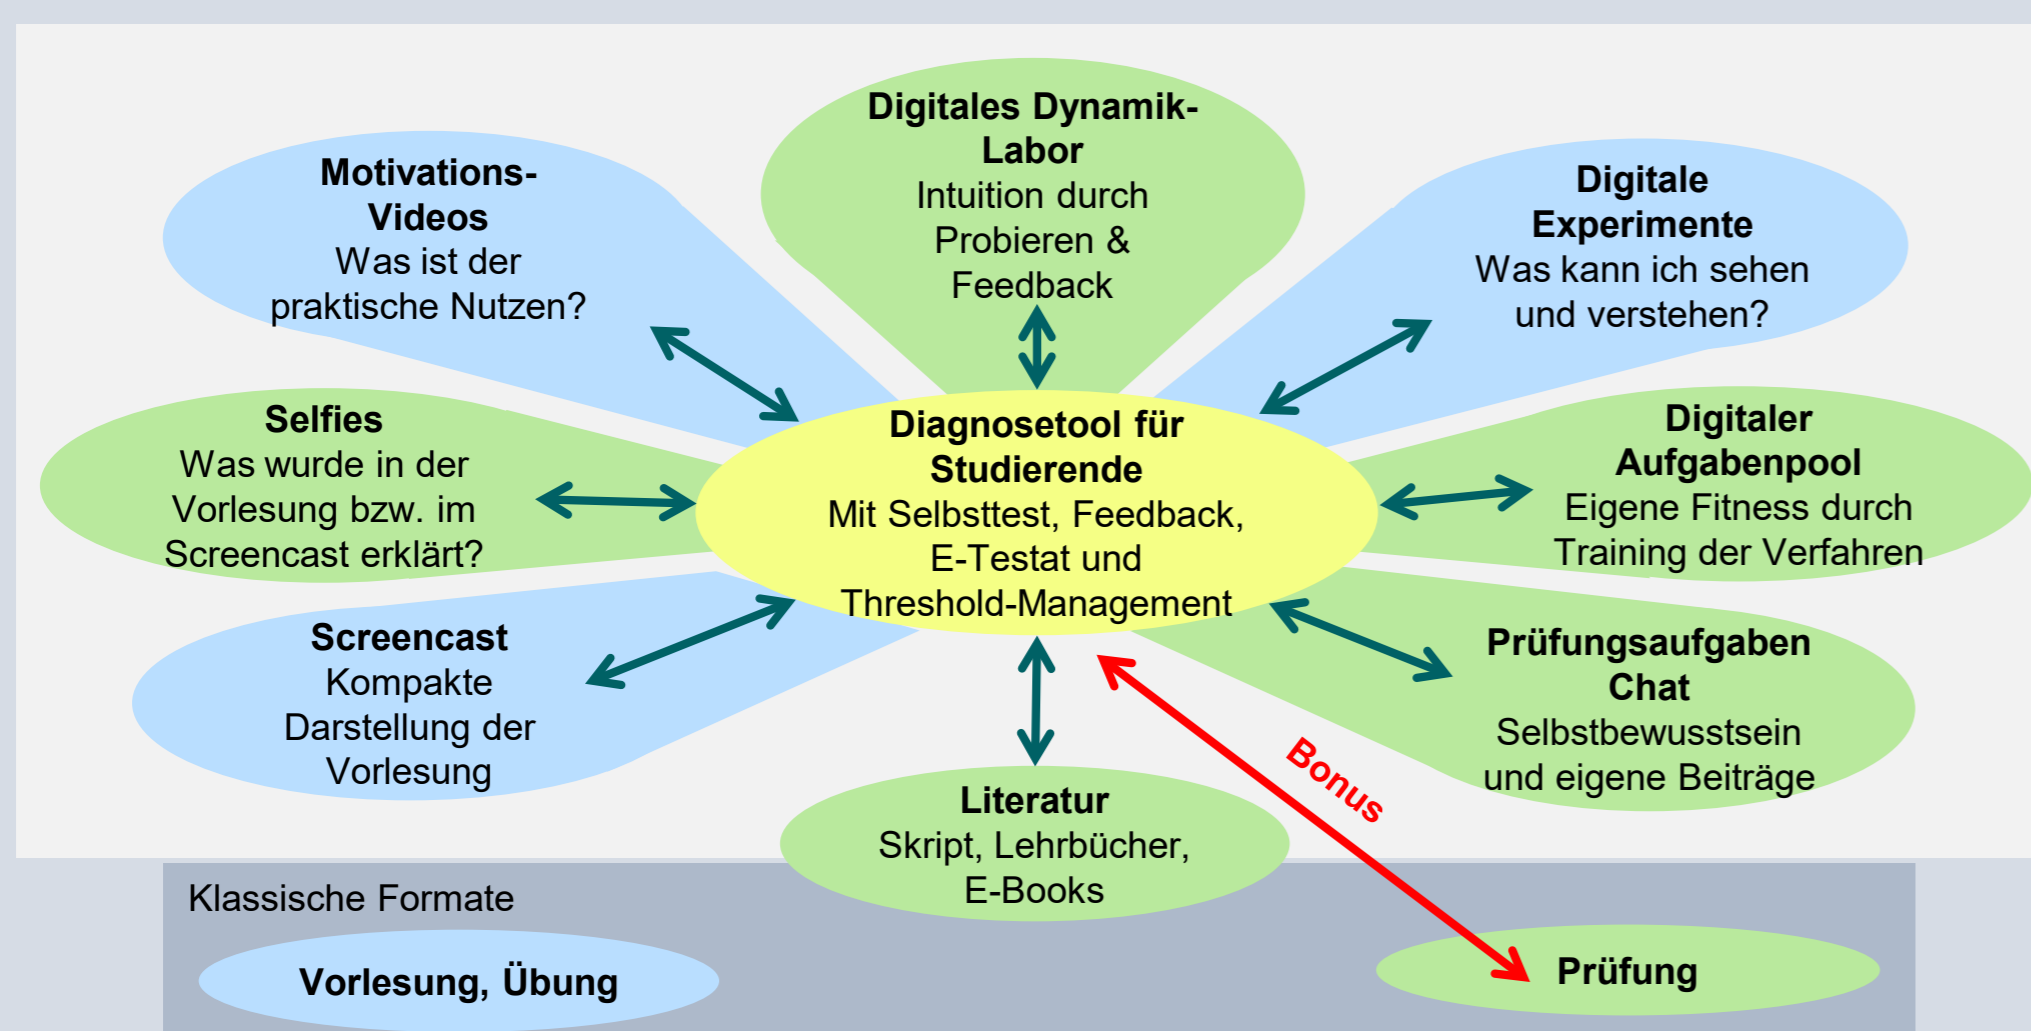 Digitales Dynamik-
Labor
Intuition durch
Probieren &
Feedback
Motivations-
Videos
Was ist der
praktische Nutzen?
Digitale
Experimente
Was kann ich sehen
und verstehen?
Selfies
Was wurde in der
Vorlesung bzw. im
Screencast erklärt?
Diagnosetool für
Studierende
Mit Selbsttest, Feedback,
E-Testat und
Threshold-Management
Digitaler
Aufgabenpool
Eigene Fitness durch
Training der Verfahren
Screencast
Kompakte
Darstellung der
Vorlesung
Prüfungsaufgaben
Chat
Selbstbewusstsein
und eigene Beiträge
Bonus
Literatur
Skript, Lehrbücher,
E-Books
Klassische Formate
Vorlesung, Übung
Prüfung